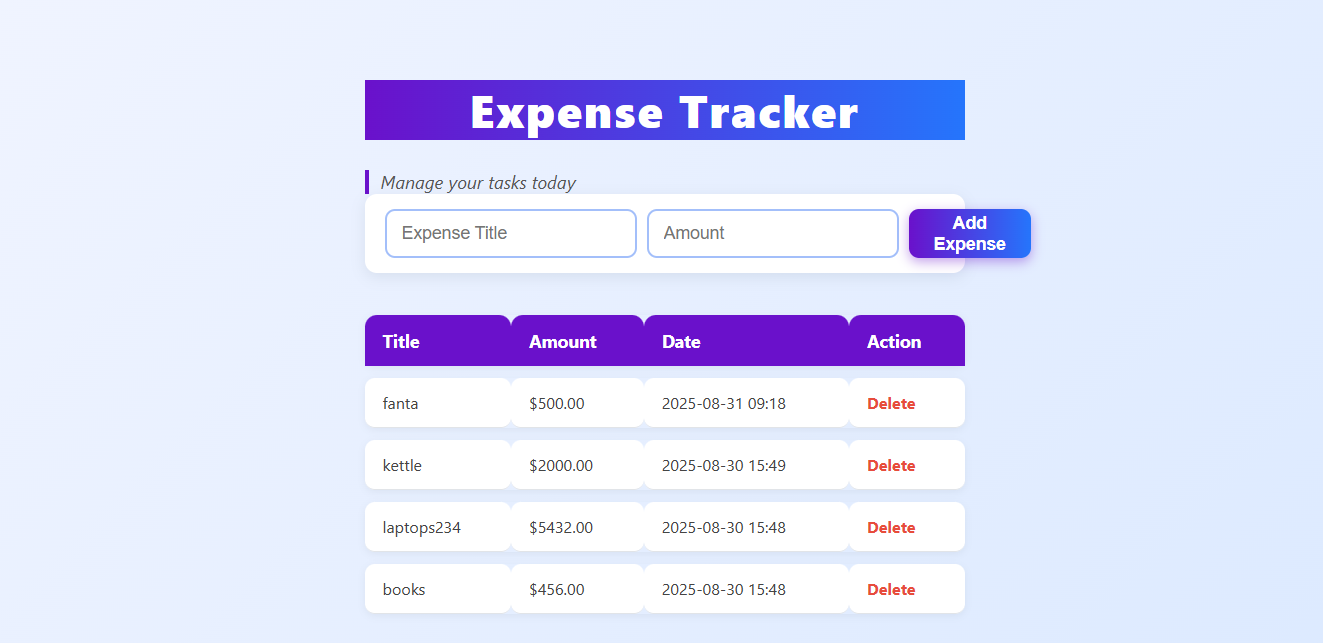 Expense Tracker
Manage your tasks today
Expense Title Amount Add
Expense
Title Amount Date Action
fanta $500.00 2025-08-31 09:18 Delete
kettle $2000.00 2025-08-30 15:49 Delete
laptops234 $5432.00 2025-08-30 15:48 Delete
books $456.00 2025-08-30 15:48 Delete